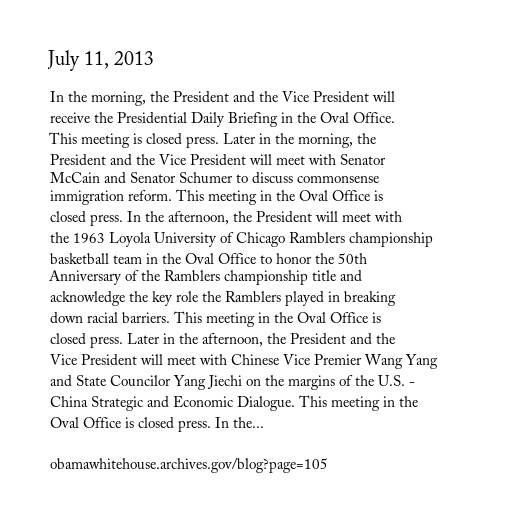 July 11, 2013
In the morning, the President and the Vice President will
receive the Presidential Daily Briefing in the Oval Office.
This meeting is closed press. Later in the morning, the
President and the Vice President will meet with Senator
McCain and Senator Schumer to discuss commonsense
immigration reform. This meeting in the Oval Office is
closed press. In the afternoon, the President will meet with
the 1963 Loyola University of Chicago Ramblers championship
basketball team in the Oval Office to honor the 50th
Anniversary of the Ramblers championship title and
acknowledge the key role the Ramblers played in breaking
down racial barriers. This meeting in the Oval Office is
closed press. Later in the afternoon, the President and the
Vice President will meet with Chinese Vice Premier Wang Yang
and State Councilor Yang Jiechi on the margins of the U.S. -
China Strategic and Economic Dialogue. This meeting in the
Oval Office is closed press. In the...
obamawhitehouse.archives.gov/blog?page=105